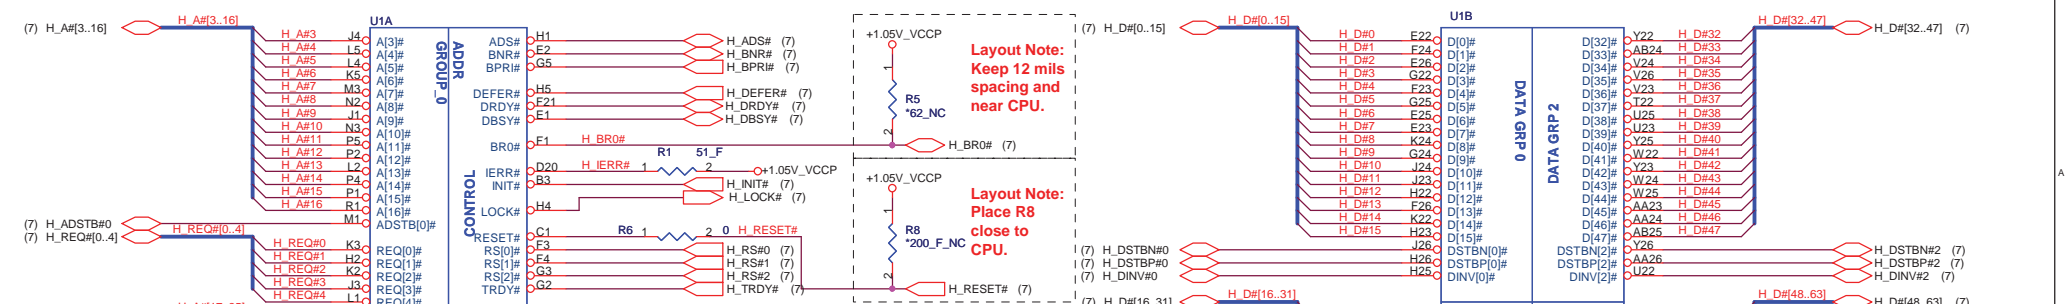 U1A
(7) H_A#[3..16]
H_A#[3..16]
H_A#3 J4 A[3]#
H_A#4 L5 A[4]#
H_A#5 L4 A[5]#
H_A#6 K5 A[6]#
H_A#7 M3 A[7]#
H_A#8 N2 A[8]#
H_A#9 J1 A[9]#
H_A#10 N3 A[10]#
H_A#11 P5 A[11]#
H_A#12 P2 A[12]#
H_A#13 L2 A[13]#
H_A#14 P4 A[14]#
H_A#15 P1 A[15]#
H_A#16 R1 A[16]#
(7) H_ADSTB#0 M1 ADSTB[0]#
(7) H_REQ#[0..4] H_REQ#[0..4]
H_REQ#0 K3 REQ[0]#
H_REQ#1 H2 REQ[1]#
H_REQ#2 K2 REQ[2]#
H_REQ#3 J3 REQ[3]#
H_REQ#4 L1 REQ[4]#
ADDR GROUP_0
CONTROL
ADS# H1 H_ADS# (7)
BNR# E2 H_BNR# (7)
BPRI# G5 H_BPRI# (7)
DEFER# H5 H_DEFER# (7)
DRDY# F21 H_DRDY# (7)
DBSY# E1 H_DBSY# (7)
BR0# F1 H_BR0# H_BR0# (7)
R1 51_F
IERR# D20 H_IERR# 1 2 +1.05V_VCCP
INIT# B3 H_INIT# (7)
LOCK# H4 H_LOCK# (7)
RESET# C1 R6 1 2 0 H_RESET#
RS[0]# F3 H_RS#0 (7)
RS[1]# F4 H_RS#1 (7)
RS[2]# G3 H_RS#2 (7)
TRDY# G2 H_TRDY# (7)
+1.05V_VCCP
1
R5
*62_NC
2
Layout Note:
Keep 12 mils
spacing and
near CPU.
+1.05V_VCCP
1
R8
*200_F_NC
2
Layout Note:
Place R8
close to
CPU.
H_RESET# (7)
U1B
(7) H_D#[0..15] H_D#[0..15]
H_D#0 E22 D[0]#
H_D#1 F24 D[1]#
H_D#2 E26 D[2]#
H_D#3 G22 D[3]#
H_D#4 F23 D[4]#
H_D#5 G25 D[5]#
H_D#6 E25 D[6]#
H_D#7 E23 D[7]#
H_D#8 K24 D[8]#
H_D#9 G24 D[9]#
H_D#10 J24 D[10]#
H_D#11 J23 D[11]#
H_D#12 H22 D[12]#
H_D#13 F26 D[13]#
H_D#14 K22 D[14]#
H_D#15 H23 D[15]#
(7) H_DSTBN#0 J26 DSTBN[0]#
(7) H_DSTBP#0 H26 DSTBP[0]#
(7) H_DINV#0 H25 DINV[0]#
(7) H_D#[16..31] H_D#[16..31]
DATA GRP 0
DATA GRP 2
H_D#[32..47] H_D#[32..47] (7)
D[32]# Y22 H_D#32
D[33]# AB24 H_D#33
D[34]# V24 H_D#34
D[35]# V26 H_D#35
D[36]# V23 H_D#36
D[37]# T22 H_D#37
D[38]# U25 H_D#38
D[39]# U23 H_D#39
D[40]# Y25 H_D#40
D[41]# W22 H_D#41
D[42]# Y23 H_D#42
D[43]# W24 H_D#43
D[44]# W25 H_D#44
D[45]# AA23 H_D#45
D[46]# AA24 H_D#46
D[47]# AB25 H_D#47
DSTBN[2]# Y26 H_DSTBN#2 (7)
DSTBP[2]# AA26 H_DSTBP#2 (7)
DINV[2]# U22 H_DINV#2 (7)
H_D#[48..63] H_D#[48..63] (7)
A